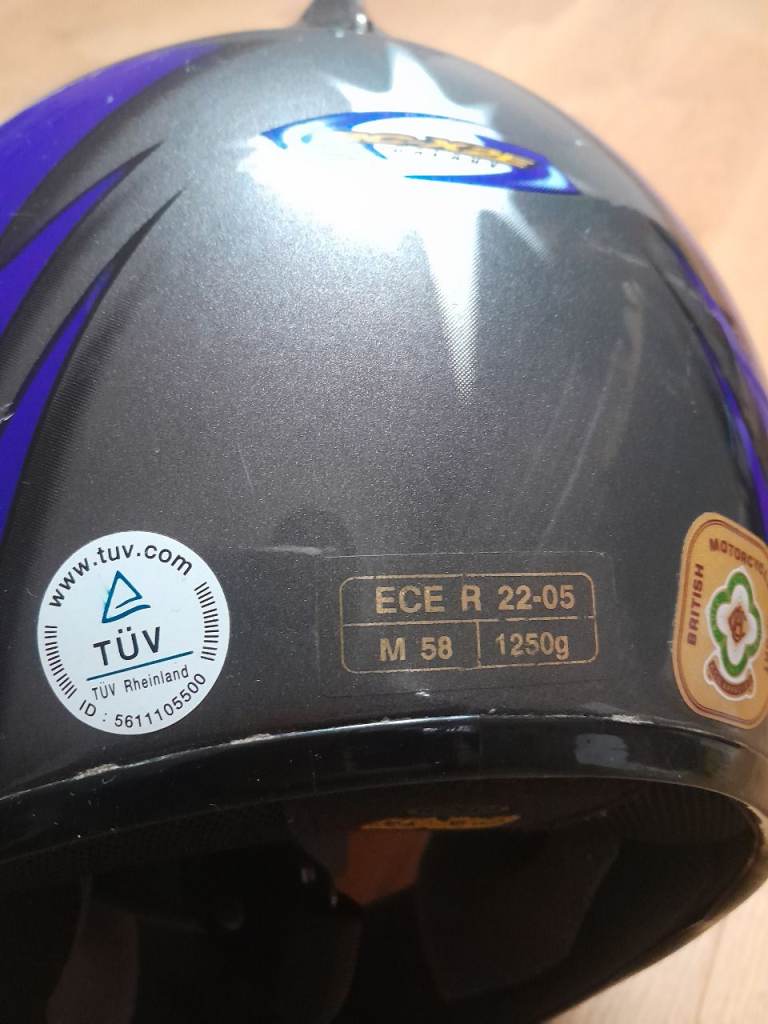 www.tuv.com
TÜV
TÜV Rheinland
ID : 5611105500
ECE R 22-05
M 58
1250g
BRITISH